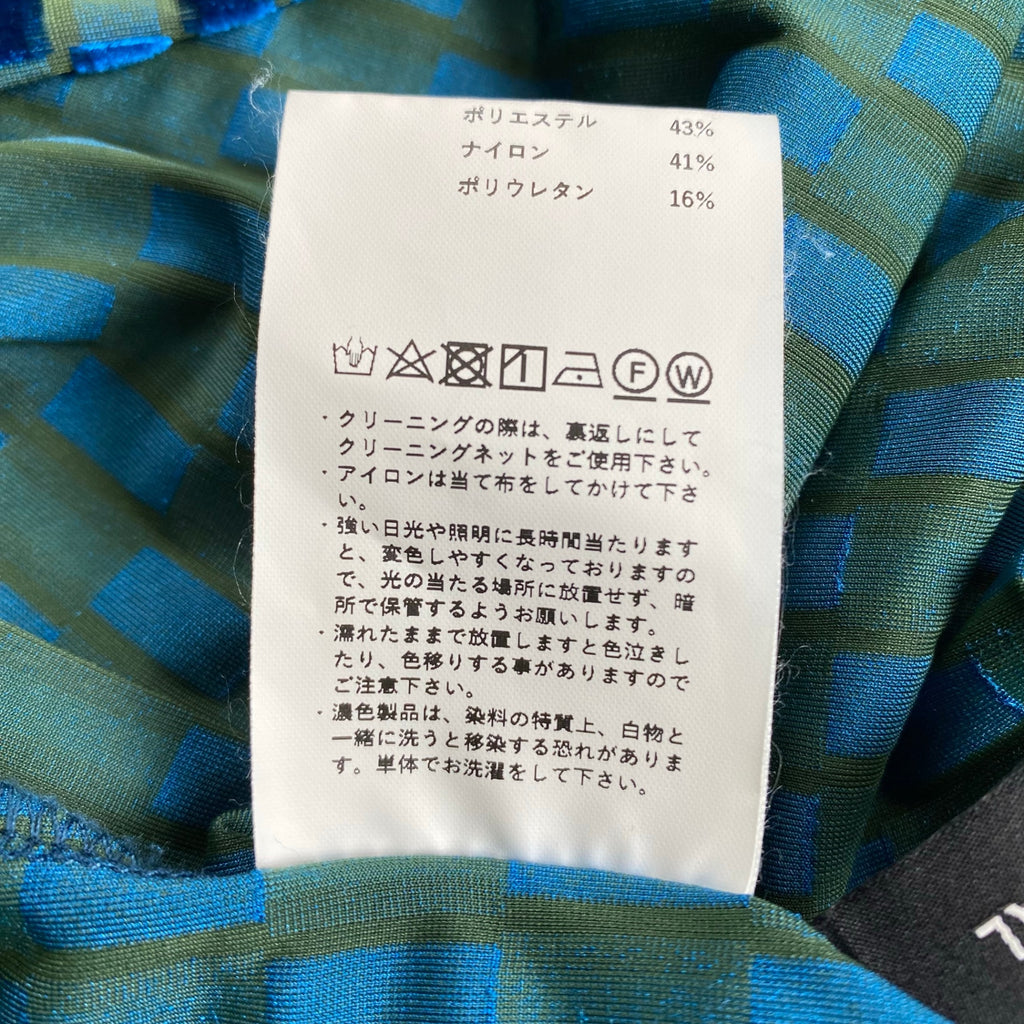 ポリエステル 43%
ナイロン 41%
ポリウレタン 16%
F W
・クリーニングの際は、裏返しにして
クリーニングネットをご使用下さい。
・アイロンは当て布をしてかけて下さ
い。
・強い日光や照明に長時間当たります
と、変色しやすくなっておりますの
で、光の当たる場所に放置せず、暗
所で保管するようお願いします。
・濡れたままで放置しますと色泣きし
たり、色移りする事がありますので
ご注意下さい。
・濃色製品は、染料の特質上、白物と
一緒に洗うと移染する恐れがありま
す。単体でお洗濯をして下さい。